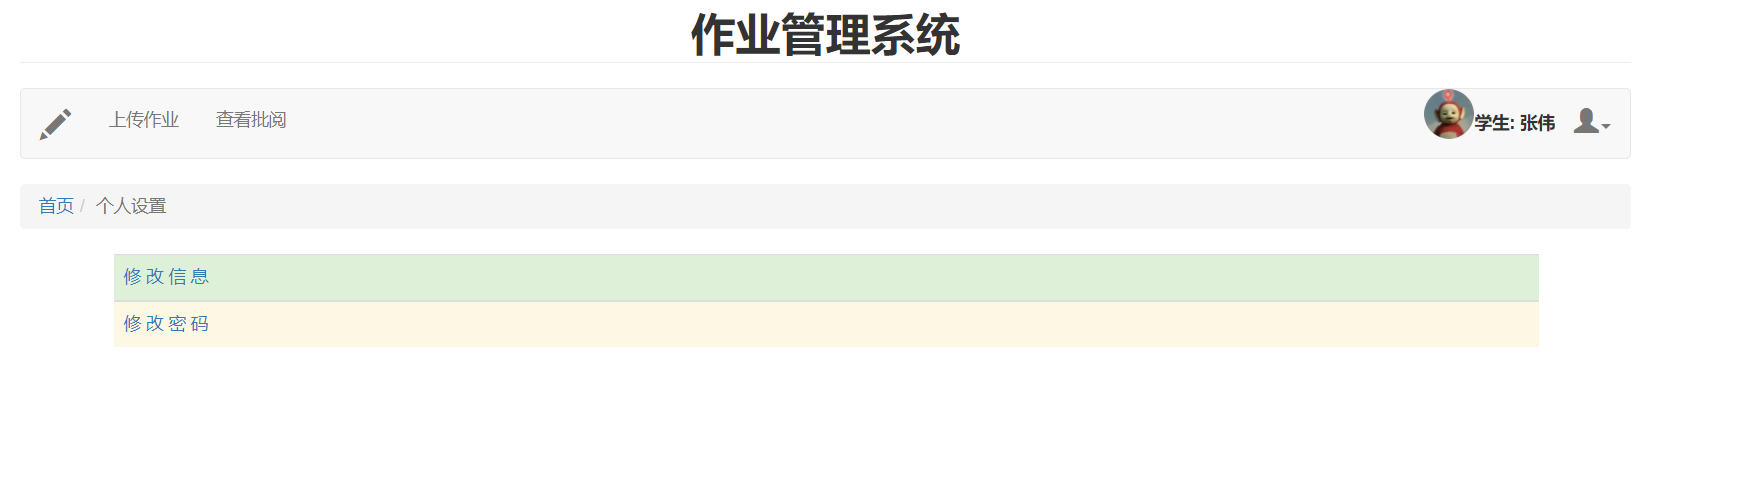 作业管理系统
上传作业 查看批阅 学生: 张伟
首页 / 个人设置
修 改 信 息
修 改 密 码